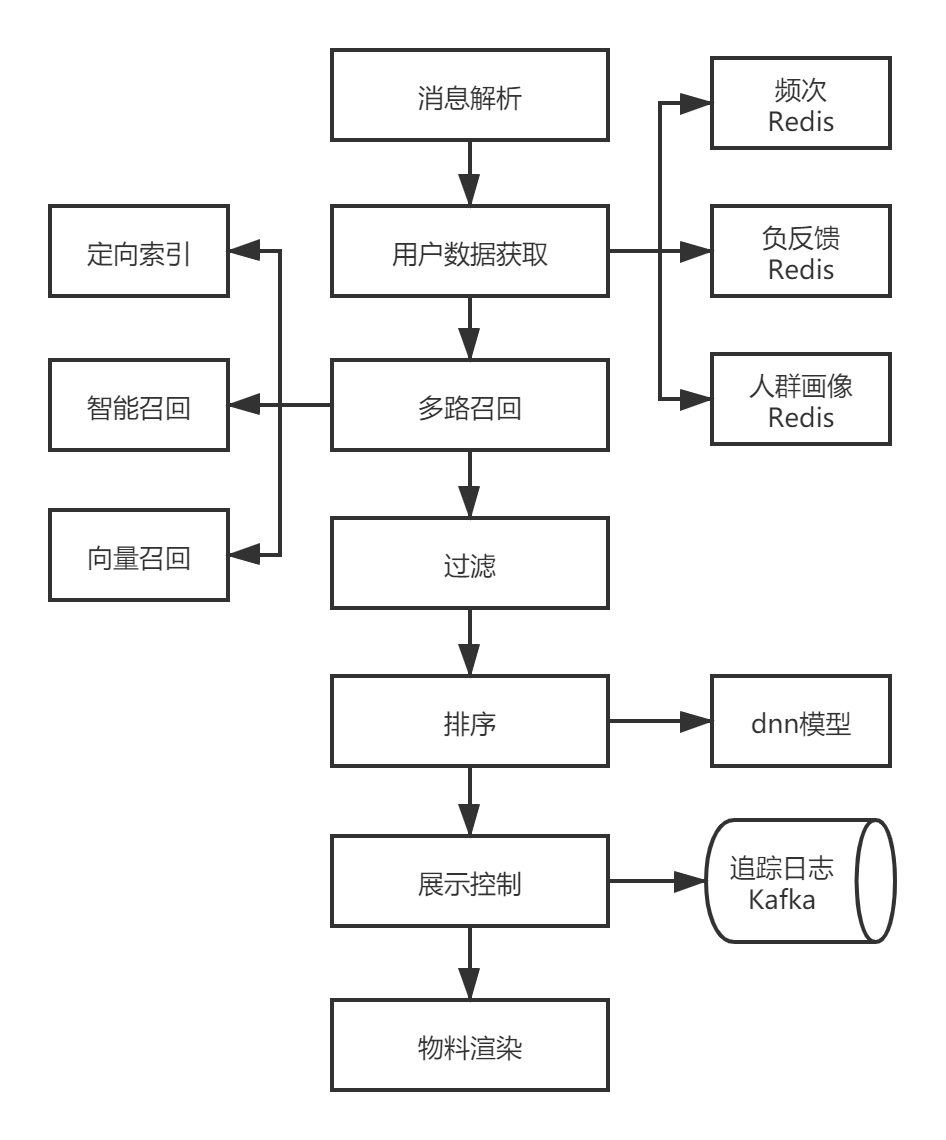 消息解析
频次
Redis
定向索引
用户数据获取
负反馈
Redis
智能召回
多路召回
人群画像
Redis
向量召回
过滤
排序
dnn模型
展示控制
追踪日志
Kafka
物料渲染